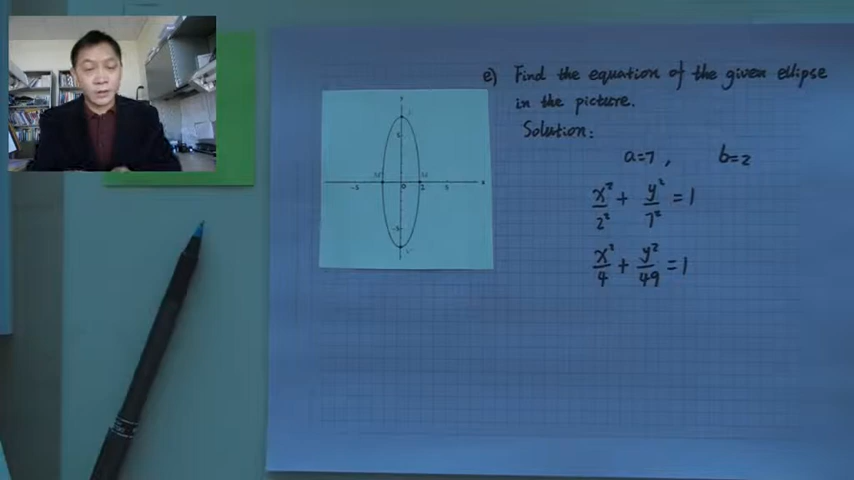 e) Find the equation of the given ellipse
in the picture.
Solution:
a=7, b=2
x²/2² + y²/7² = 1
x²/4 + y²/49 = 1